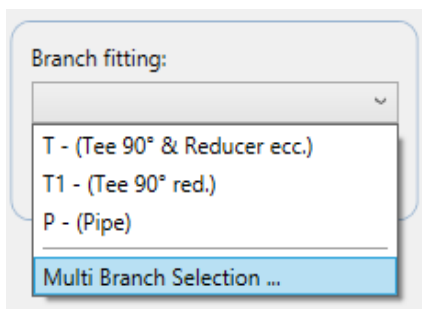 Branch fitting:
T - (Tee 90° & Reducer ecc.)
T1 - (Tee 90° red.)
P - (Pipe)
Multi Branch Selection ...